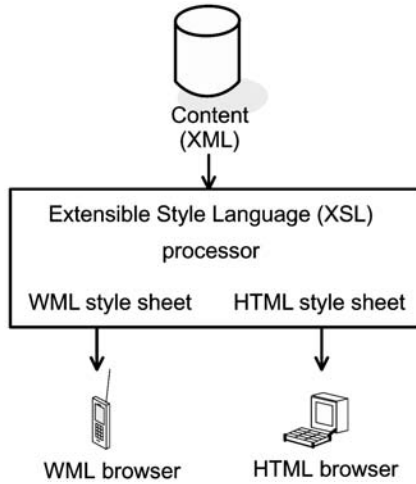 Content
(XML)
Extensible Style Language (XSL)
processor
WML style sheet HTML style sheet
WML browser HTML browser